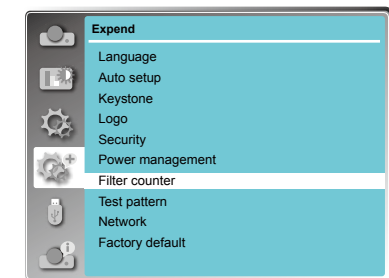 Expend
Language
Auto setup
Keystone
Logo
Security
Power management
Filter counter
Test pattern
Network
Factory default